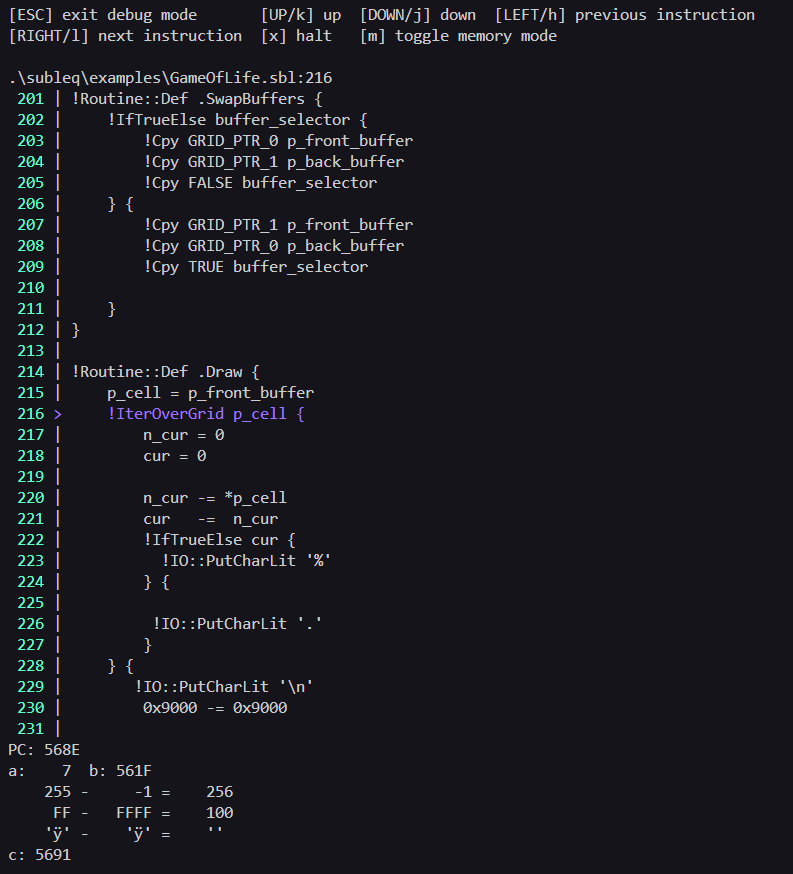 [ESC] exit debug mode       [UP/k] up  [DOWN/j] down  [LEFT/h] previous instruction
[RIGHT/l] next instruction  [x] halt   [m] toggle memory mode

.\subleq\examples\GameOfLife.sbl:216
 201 | !Routine::Def .SwapBuffers {
 202 |     !IfTrueElse buffer_selector {
 203 |         !Cpy GRID_PTR_0 p_front_buffer
 204 |         !Cpy GRID_PTR_1 p_back_buffer
 205 |         !Cpy FALSE buffer_selector
 206 |     } {
 207 |         !Cpy GRID_PTR_1 p_front_buffer
 208 |         !Cpy GRID_PTR_0 p_back_buffer
 209 |         !Cpy TRUE buffer_selector
 210 |
 211 |     }
 212 | }
 213 |
 214 | !Routine::Def .Draw {
 215 |     p_cell = p_front_buffer
 216 >     !IterOverGrid p_cell {
 217 |         n_cur = 0
 218 |         cur = 0
 219 |
 220 |         n_cur -= *p_cell
 221 |         cur   -=  n_cur
 222 |         !IfTrueElse cur {
 223 |           !IO::PutCharLit '%'
 224 |         } {
 225 |
 226 |          !IO::PutCharLit '.'
 227 |         }
 228 |     } {
 229 |        !IO::PutCharLit '\n'
 230 |         0x9000 -= 0x9000
 231 |
PC: 568E
a:    7  b: 561F
    255 -     -1 =    256
     FF -   FFFF =    100
    'ÿ' -    'ÿ' =    ''
c: 5691